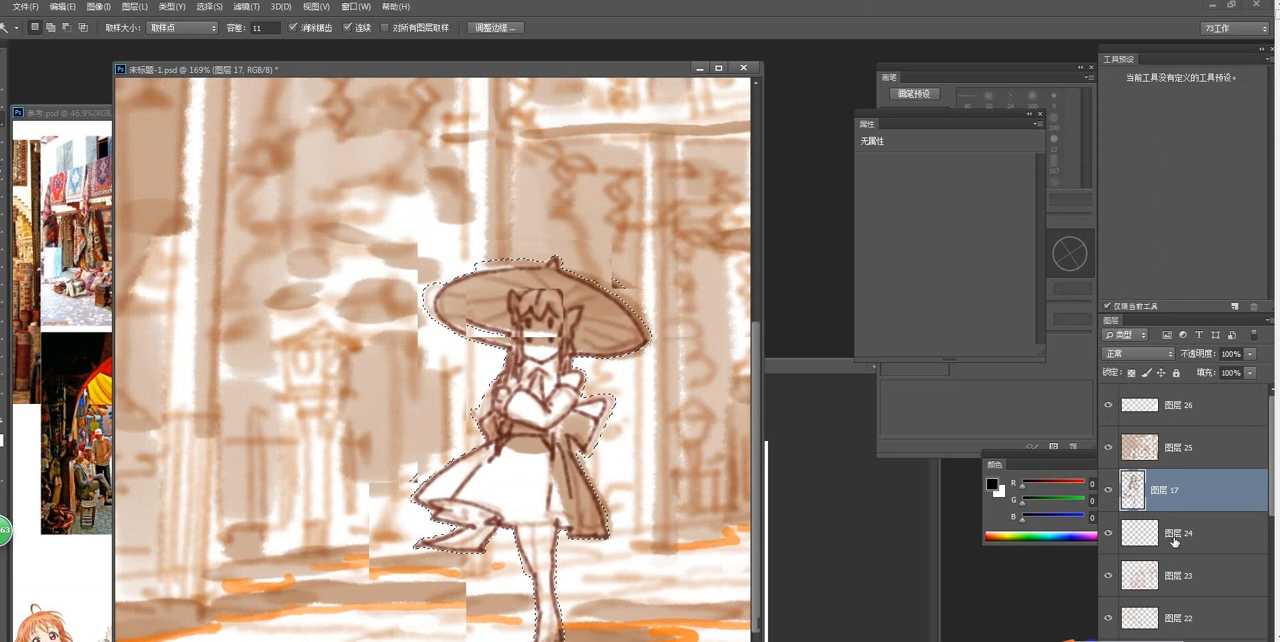 文件(F) 编辑(E) 图像(I) 图层(L) 类型(Y) 选择(S) 滤镜(T) 3D(D) 视图(V) 窗口(W) 帮助(H)
取样大小: 取样点 容差: 11 消除锯齿 连续 对所有图层取样 调整边缘... 73工作
未标题-1.psd @ 169% (图层 17, RGB/8) *
参考.psd @ 46.9%(RGB
画笔
画笔预设
属性
无属性
工具预设
当前工具没有定义的工具预设。
仅限当前工具
图层
类型
正常 不透明度: 100%
锁定: 填充: 100%
图层 26
图层 25
图层 17
图层 24
图层 23
图层 22
颜色
R 0
G 0
B 0
63